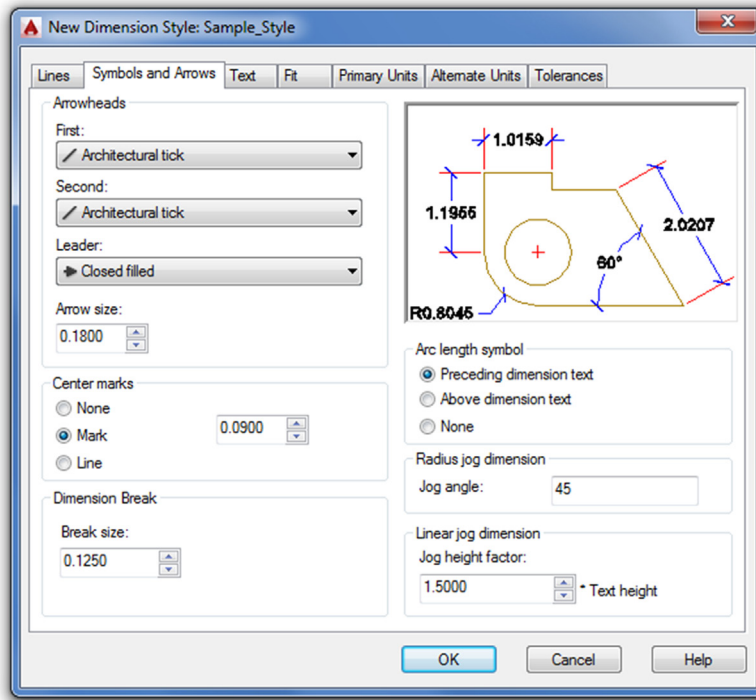 New Dimension Style: Sample_Style
Lines
Symbols and Arrows
Text
Fit
Primary Units
Alternate Units
Tolerances
Arrowheads
First:
Architectural tick
Second:
Architectural tick
Leader:
Closed filled
Arrow size:
0.1800
Center marks
None
Mark
Line
0.0900
Dimension Break
Break size:
0.1250
1.0159
1.1955
2.0207
60°
R0.8045
Arc length symbol
Preceding dimension text
Above dimension text
None
Radius jog dimension
Jog angle:
45
Linear jog dimension
Jog height factor:
1.5000
* Text height
OK
Cancel
Help